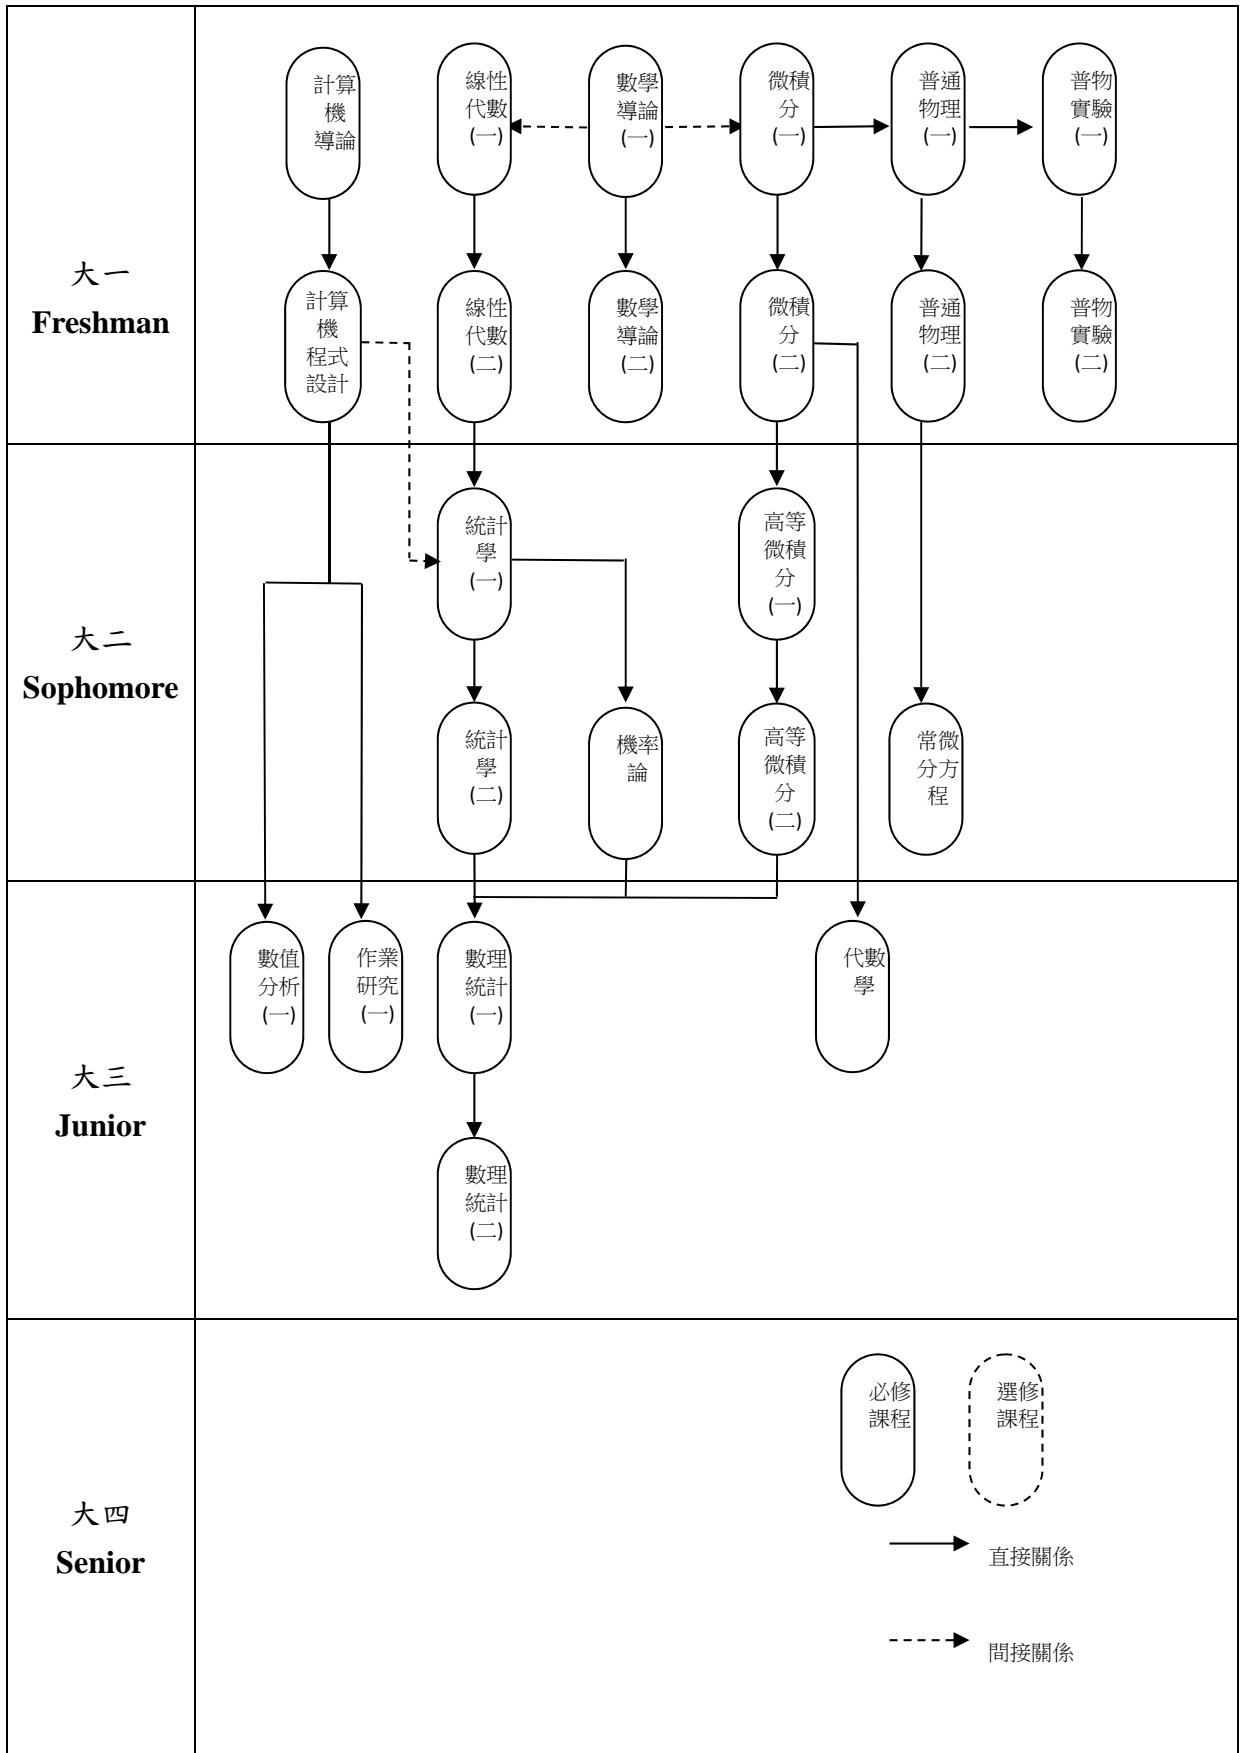 大一
Freshman
計算
機
導論
線性
代數
(一)
數學
導論
(一)
微積
分
(一)
普通
物理
(一)
普物
實驗
(一)
計算
機
程式
設計
線性
代數
(二)
數學
導論
(二)
微積
分
(二)
普通
物理
(二)
普物
實驗
(二)
大二
Sophomore
統計
學
(一)
高等
微積
分
(一)
統計
學
(二)
機率
論
高等
微積
分
(二)
常微
分方
程
大三
Junior
數值
分析
(一)
作業
研究
(一)
數理
統計
(一)
代數
學
數理
統計
(二)
大四
Senior
必修
課程
選修
課程
直接關係
間接關係